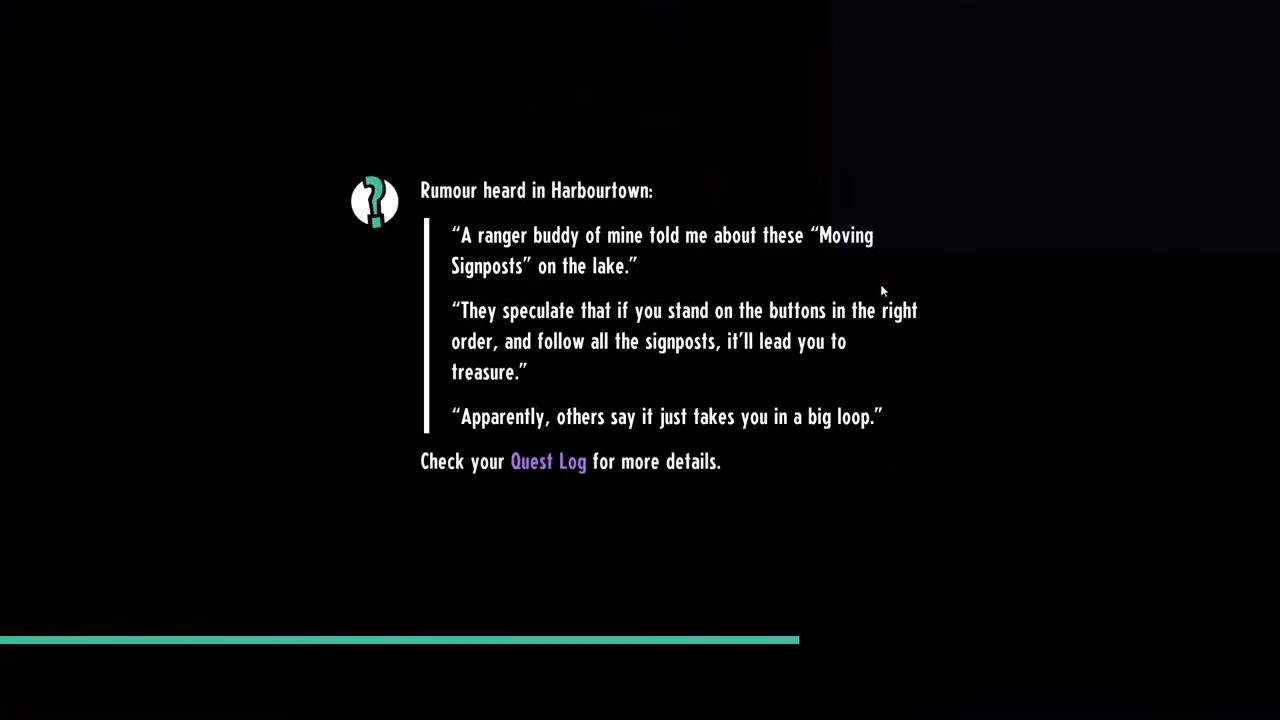 Rumour heard in Harbourtown:
“A ranger buddy of mine told me about these “Moving
Signposts” on the lake.”
“They speculate that if you stand on the buttons in the right
order, and follow all the signposts, it’ll lead you to
treasure.”
“Apparently, others say it just takes you in a big loop.”
Check your Quest Log for more details.